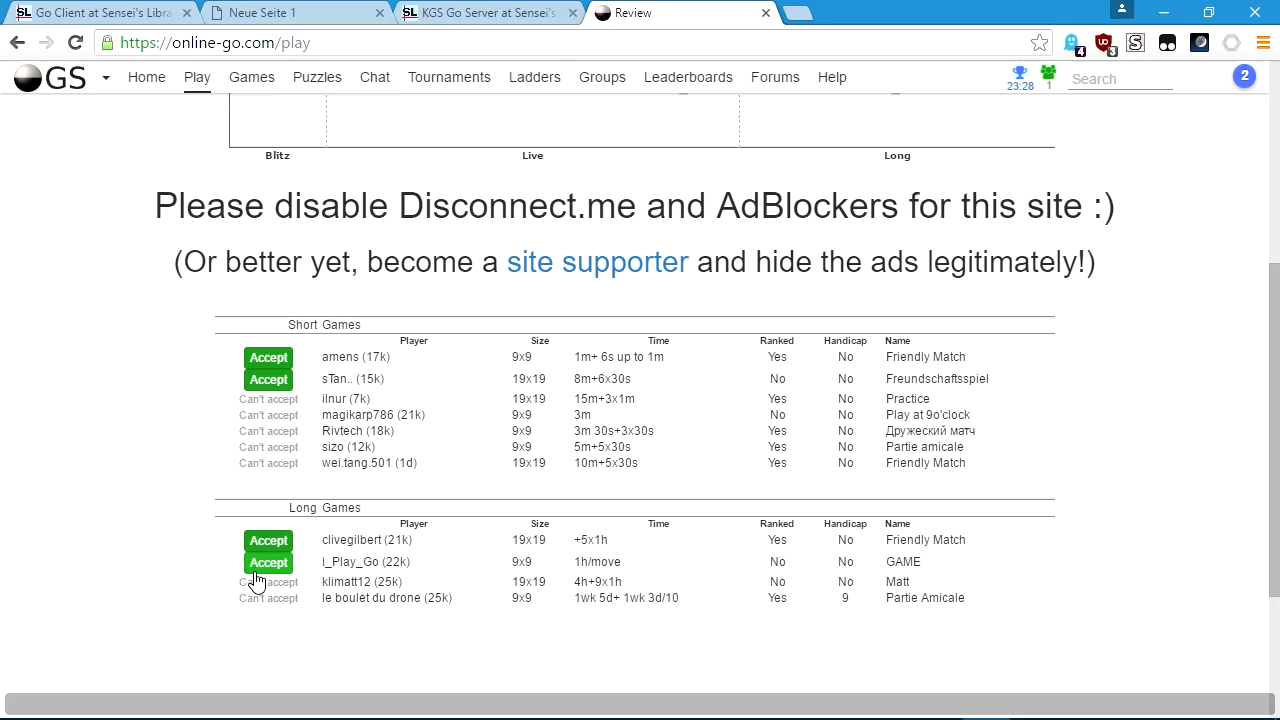 Go Client at Sensei's Libra
Neue Seite 1
KGS Go Server at Sensei's
Review
https://online-go.com/play
4
3
GS Home Play Games Puzzles Chat Tournaments Ladders Groups Leaderboards Forums Help 23:28 1 Search 2
Blitz Live Long
Please disable Disconnect.me and AdBlockers for this site :)
(Or better yet, become a site supporter and hide the ads legitimately!)
Short Games
Player Size Time Ranked Handicap Name
Accept amens (17k) 9x9 1m+ 6s up to 1m Yes No Friendly Match
Accept sTan.. (15k) 19x19 8m+6x30s No No Freundschaftsspiel
Can't accept ilnur (7k) 19x19 15m+3x1m Yes No Practice
Can't accept magikarp786 (21k) 9x9 3m No No Play at 9o'clock
Can't accept Rivtech (18k) 9x9 3m 30s+3x30s Yes No Дружеский матч
Can't accept sizo (12k) 9x9 5m+5x30s Yes No Partie amicale
Can't accept wei.tang.501 (1d) 19x19 10m+5x30s Yes No Friendly Match
Long Games
Player Size Time Ranked Handicap Name
Accept clivegilbert (21k) 19x19 +5x1h Yes No Friendly Match
Accept I_Play_Go (22k) 9x9 1h/move No No GAME
Can't accept klimatt12 (25k) 19x19 4h+9x1h No No Matt
Can't accept le boulet du drone (25k) 9x9 1wk 5d+ 1wk 3d/10 Yes 9 Partie Amicale